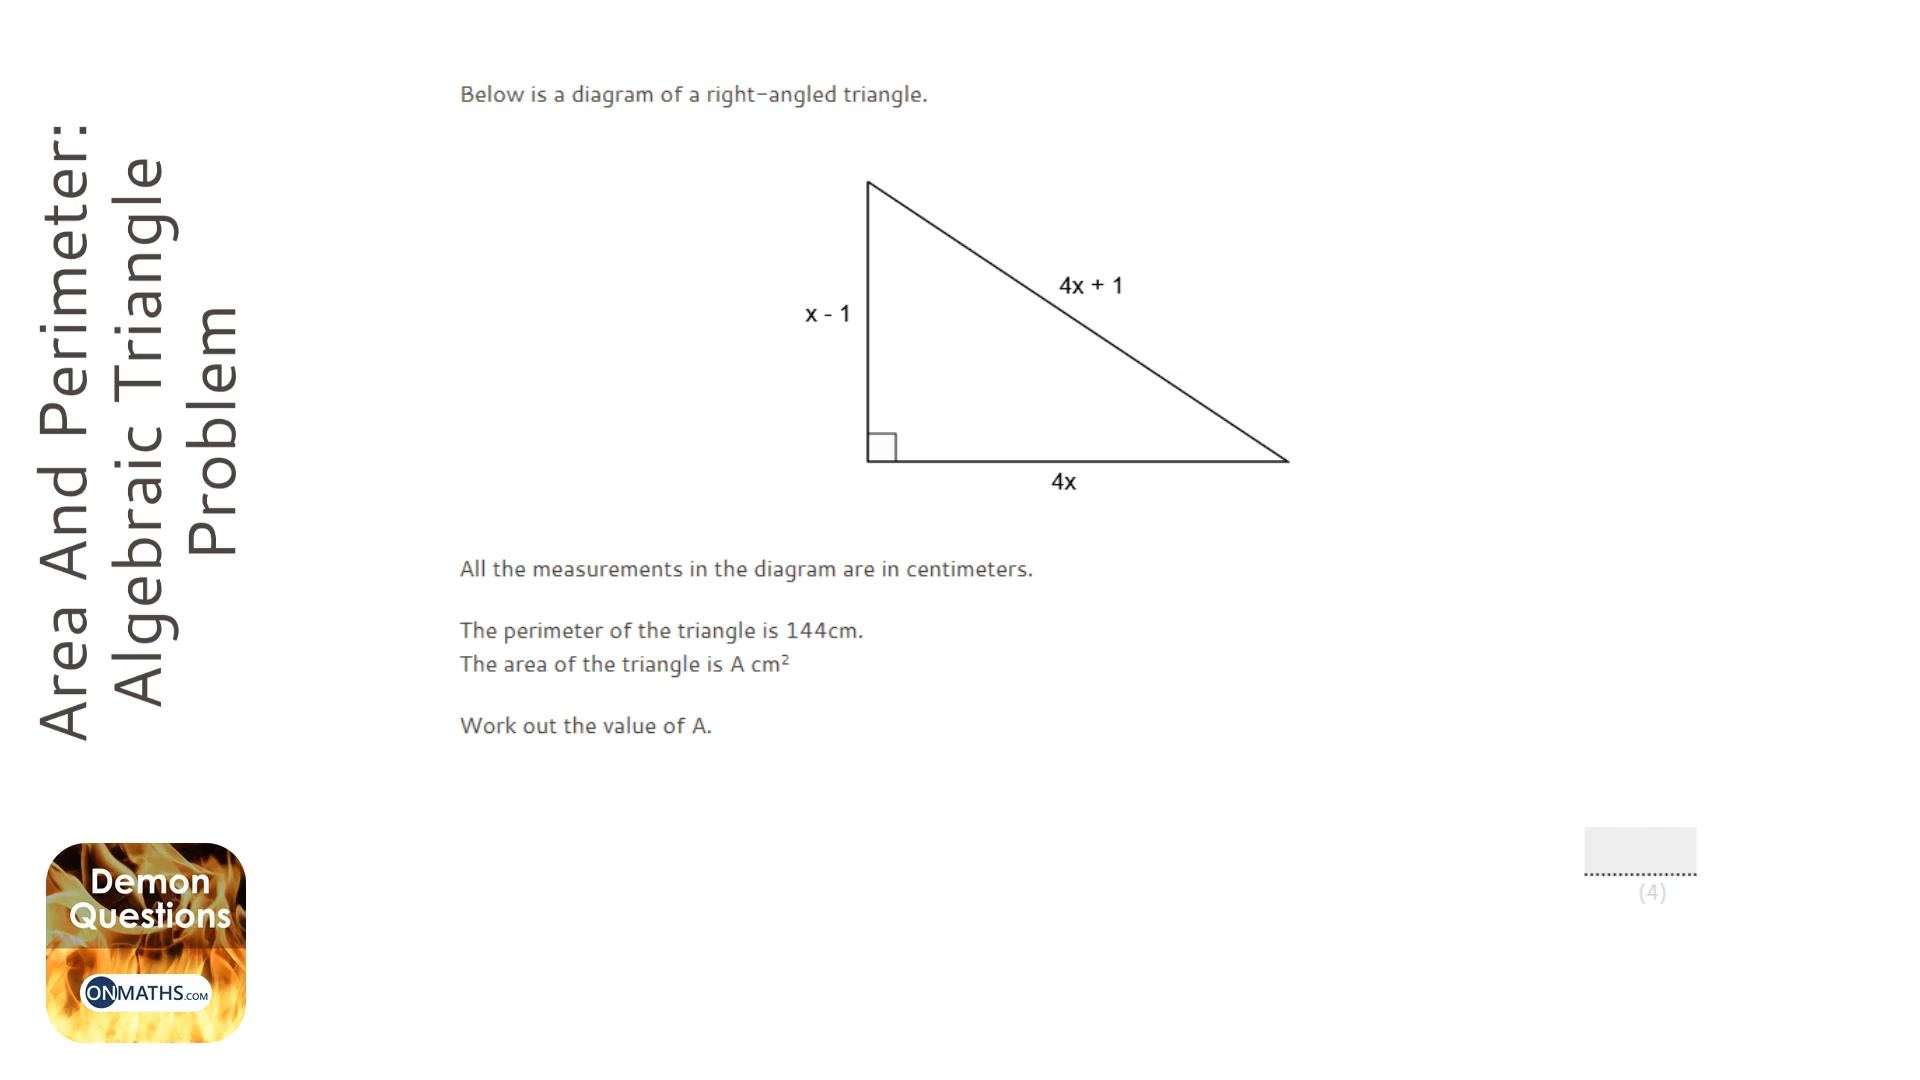 Area And Perimeter:
Algebraic Triangle
Problem
Below is a diagram of a right-angled triangle.
4x + 1
x - 1
4x
All the measurements in the diagram are in centimeters.
The perimeter of the triangle is 144cm.
The area of the triangle is A cm²
Work out the value of A.
(4)
Demon
Questions
ONMATHS.COM